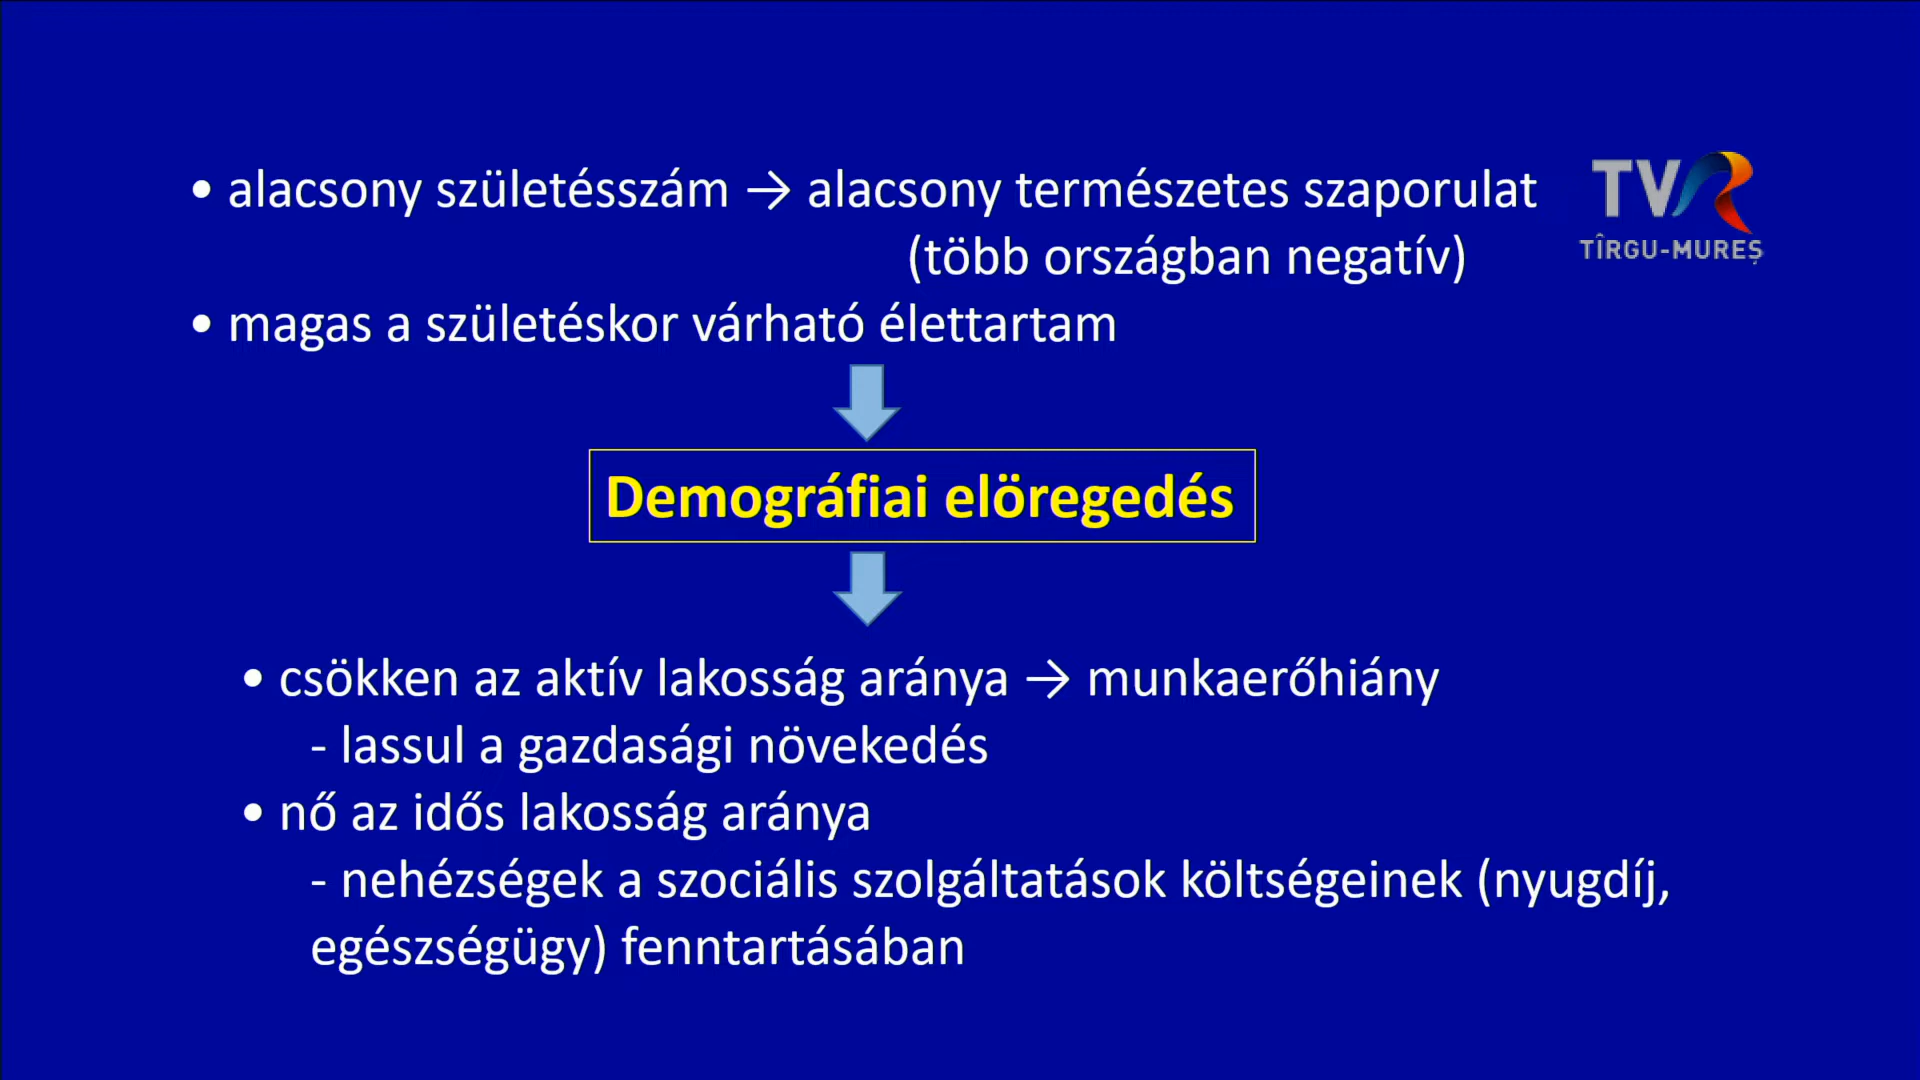 • alacsony születésszám → alacsony természetes szaporulat
(több országban negatív)
• magas a születéskor várható élettartam
TVR
TÎRGU-MUREȘ
Demográfiai elöregedés
• csökken az aktív lakosság aránya → munkaerőhiány
- lassul a gazdasági növekedés
• nő az idős lakosság aránya
- nehézségek a szociális szolgáltatások költségeinek (nyugdíj,
egészségügy) fenntartásában